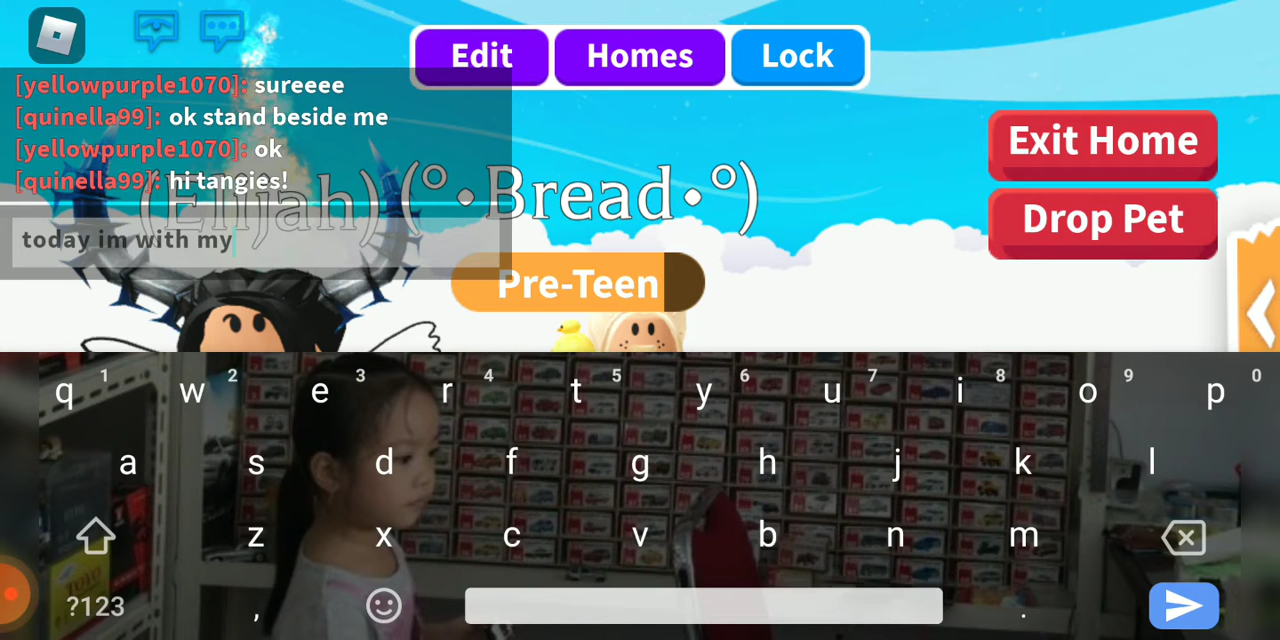 Edit Homes Lock
[yellowpurple1070]: sureeee
[quinella99]: ok stand beside me
[yellowpurple1070]: ok
[quinella99]: hi tangies!
today im with my
(Elijah) (°•Bread•°)
Pre-Teen
Exit Home
Drop Pet
q 1 w 2 e 3 r 4 t 5 y 6 u 7 i 8 o 9 p 0
a s d f g h j k l
z x c v b n m
?123 , .